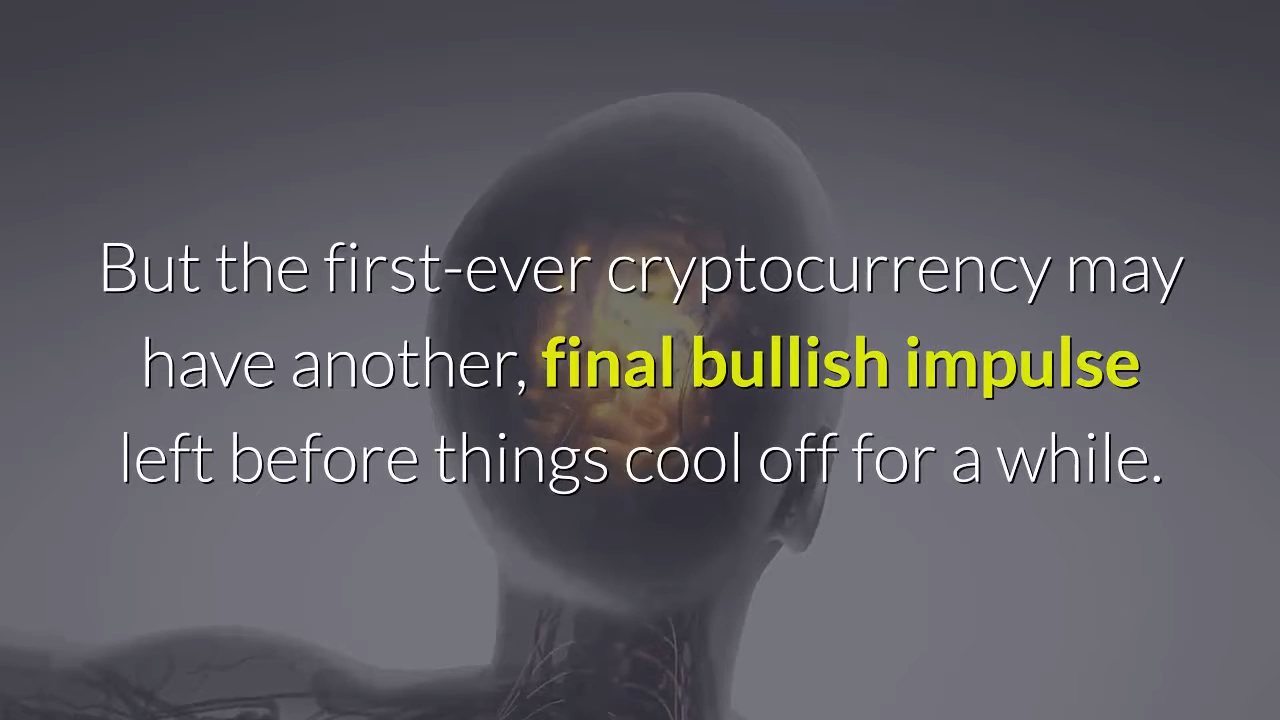 But the first-ever cryptocurrency may
have another, final bullish impulse
left before things cool off for a while.